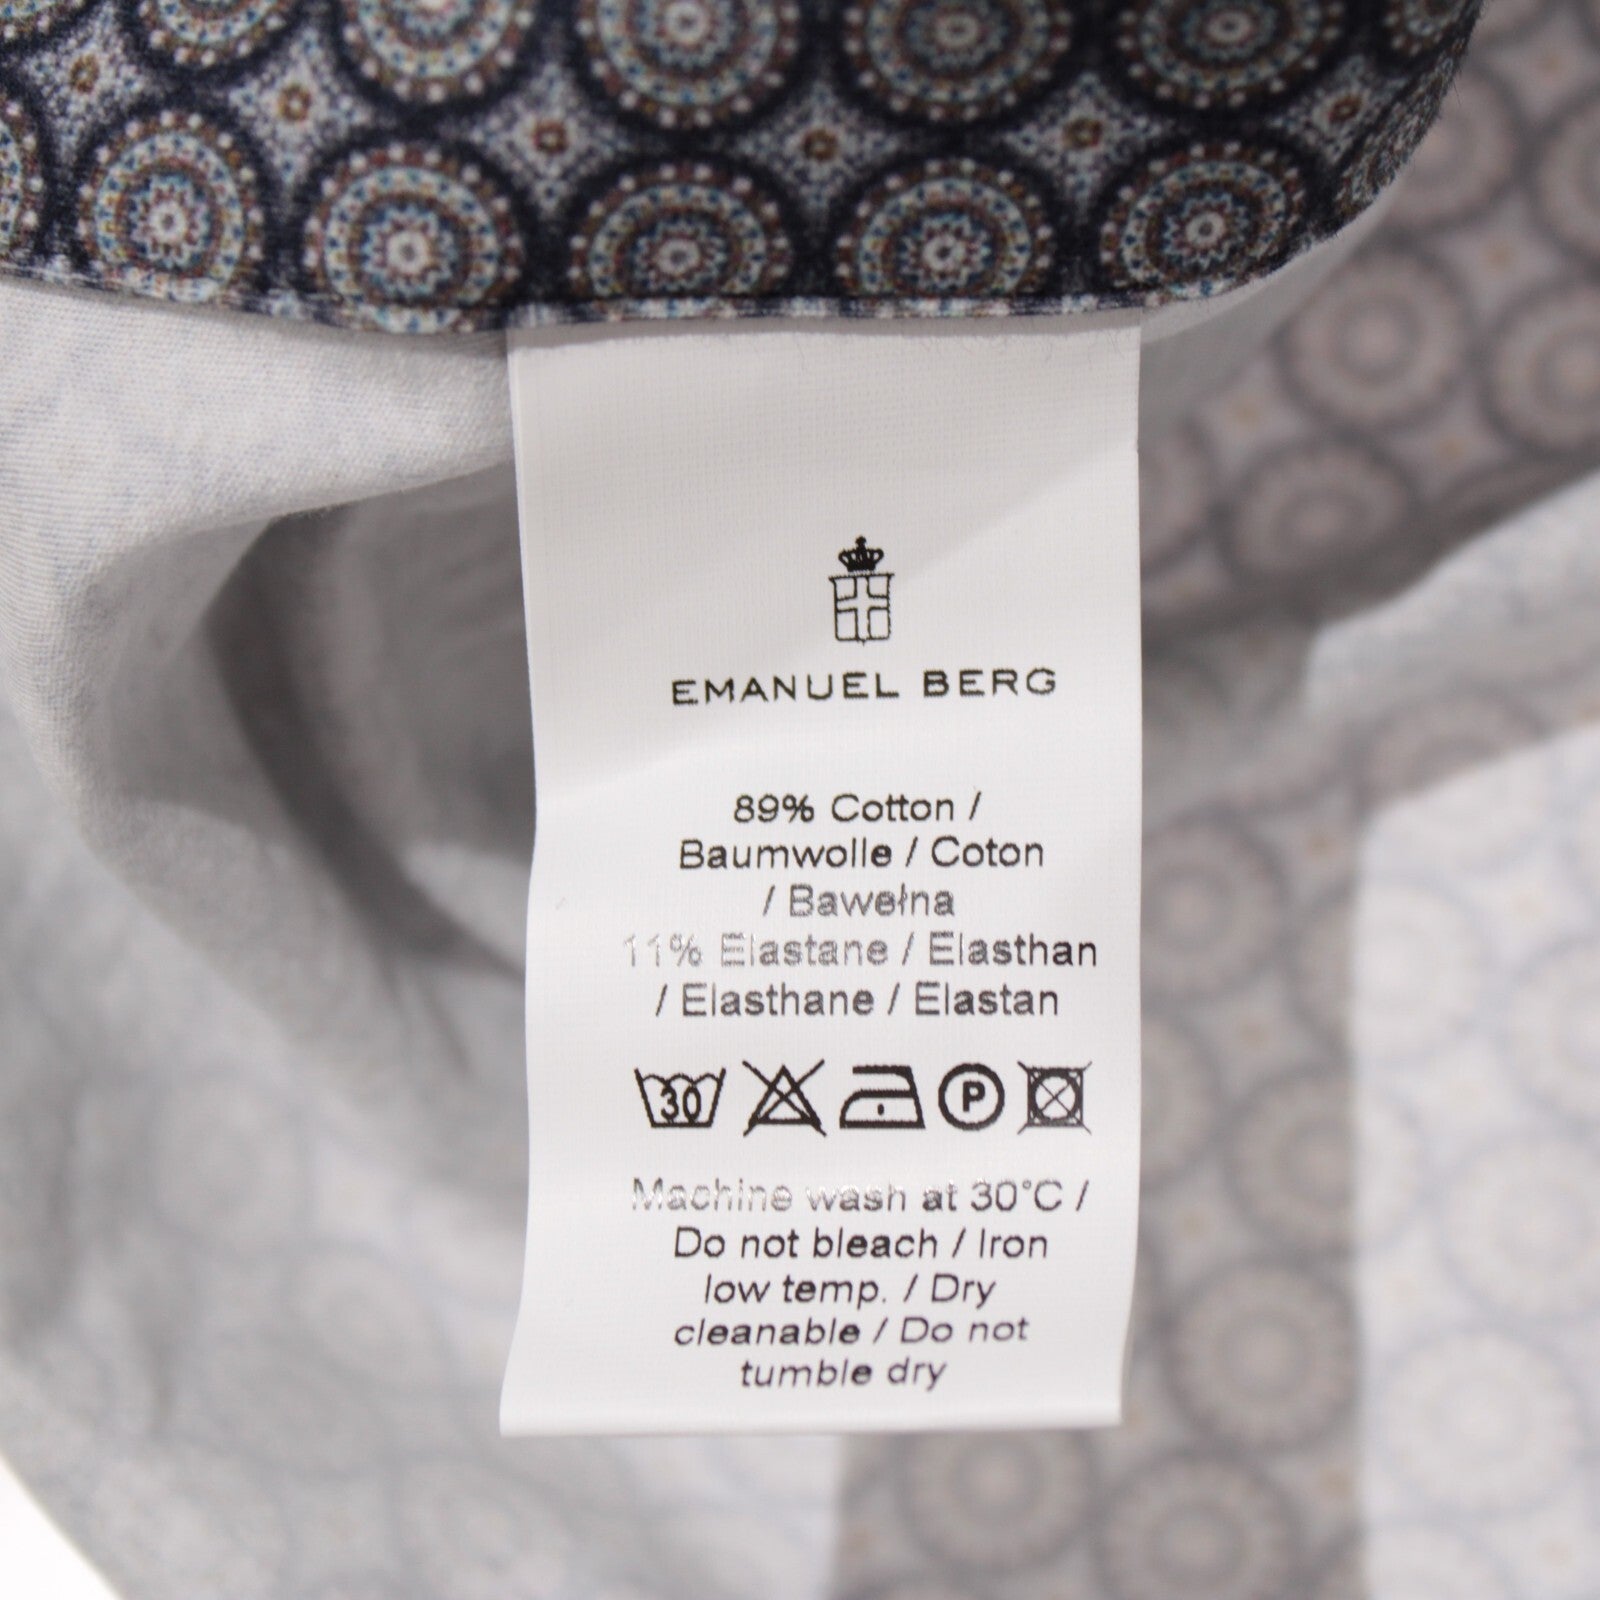 EMANUEL BERG
89% Cotton /
Baumwolle / Coton
/ Bawełna
11% Elastane / Elasthan
/ Elasthane / Elastan
30 P
Machine wash at 30°C /
Do not bleach / Iron
low temp. / Dry
cleanable / Do not
tumble dry